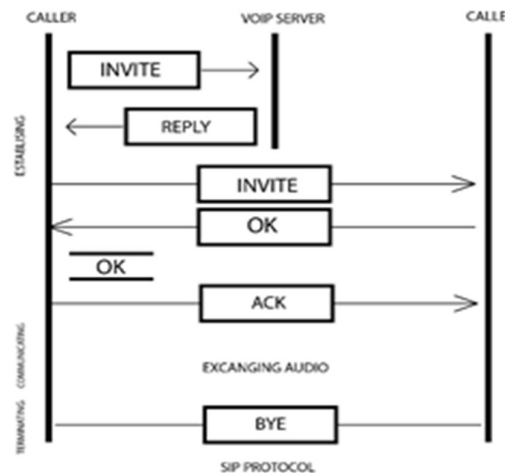 CALLER VOIP SERVER CALLE
INVITE
REPLY
ESTABLISING
INVITE
OK
OK
ACK
COMMUNICATING
EXCANGING AUDIO
TERMINATING
BYE
SIP PROTOCOL